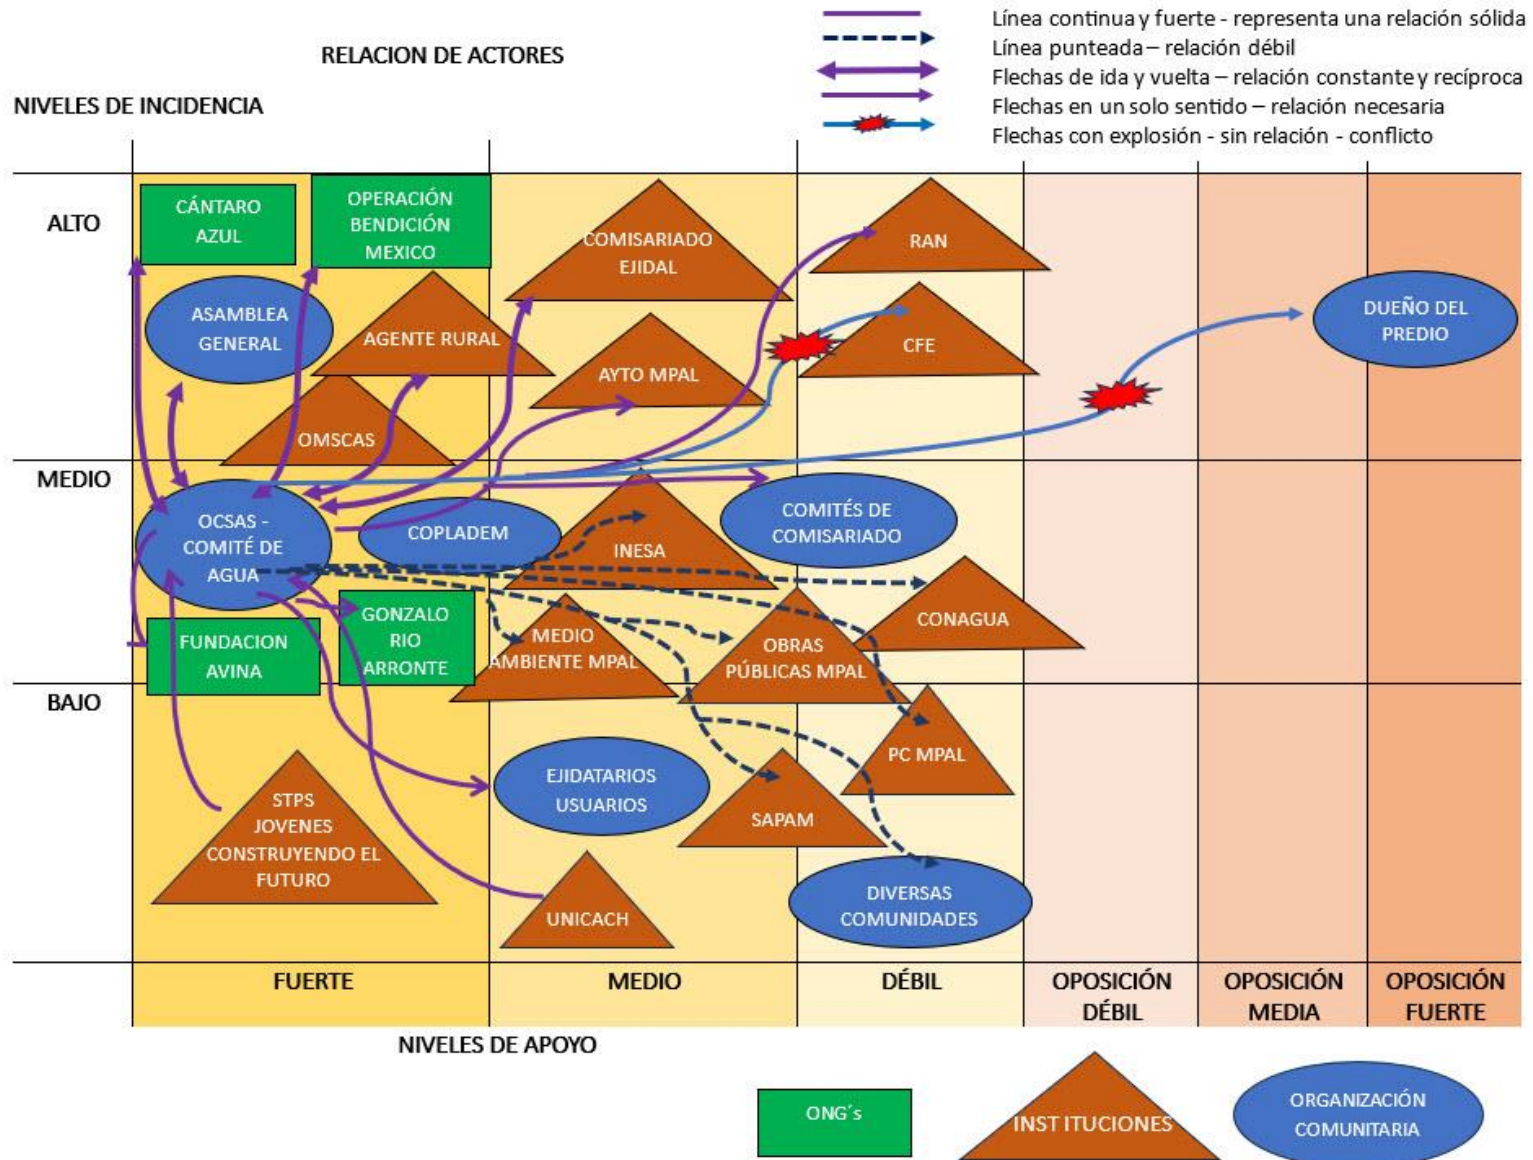 Línea continua y fuerte - representa una relación sólida
RELACION DE ACTORES
Línea punteada – relación débil
Flechas de ida y vuelta – relación constante y recíproca
NIVELES DE INCIDENCIA
Flechas en un solo sentido – relación necesaria
Flechas con explosión - sin relación - conflicto
ALTO
CÁNTARO
AZUL
OPERACIÓN
BENDICIÓN
MEXICO
COMISARIADO
EJIDAL
RAN
ASAMBLEA
GENERAL
AGENTE RURAL
AYTO MPAL
CFE
DUEÑO DEL
PREDIO
OMSCAS
MEDIO
OCSAS -
COMITÉ DE
AGUA
COPLADEM
INESA
COMITÉS DE
COMISARIADO
FUNDACION
AVINA
GONZALO
RIO
ARRONTE
MEDIO
AMBIENTE MPAL
OBRAS
PÚBLICAS MPAL
CONAGUA
BAJO
STPS
JOVENES
CONSTRUYENDO EL
FUTURO
EJIDATARIOS
USUARIOS
SAPAM
PC MPAL
UNICACH
DIVERSAS
COMUNIDADES
FUERTE
MEDIO
DÉBIL
OPOSICIÓN
DÉBIL
OPOSICIÓN
MEDIA
OPOSICIÓN
FUERTE
NIVELES DE APOYO
ONG´s
INST ITUCIONES
ORGANIZACIÓN
COMUNITARIA